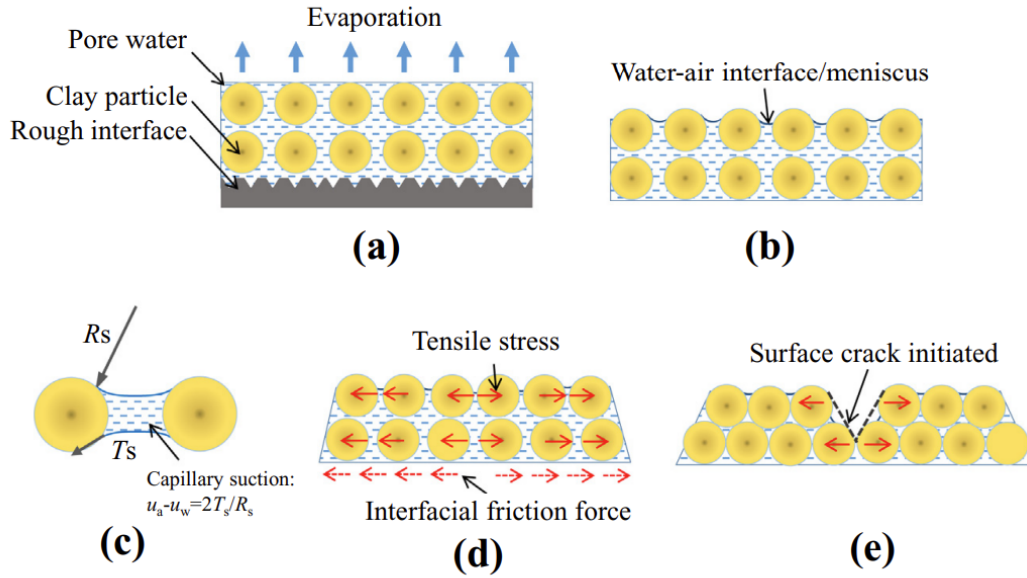 Evaporation
Pore water
Clay particle
Rough interface
(a)
Water-air interface/meniscus
(b)
Rs
Ts
Capillary suction:
uₐ-u_w=2Tₛ/Rₛ
(c)
Tensile stress
Interfacial friction force
(d)
Surface crack initiated
(e)